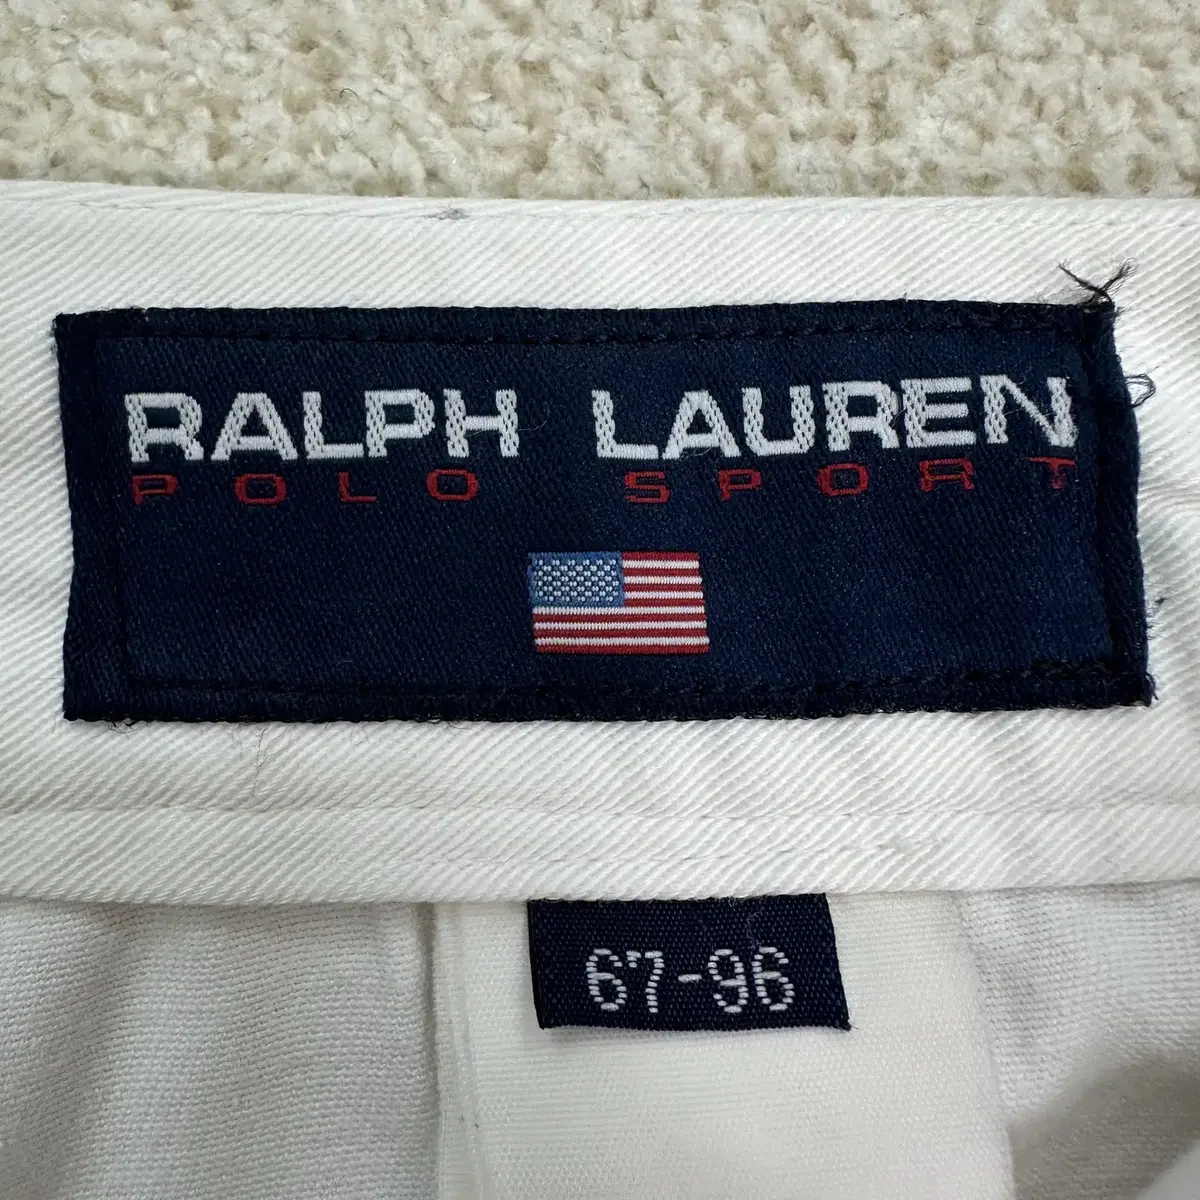 RALPH LAUREN
POLO SPORT
67-96